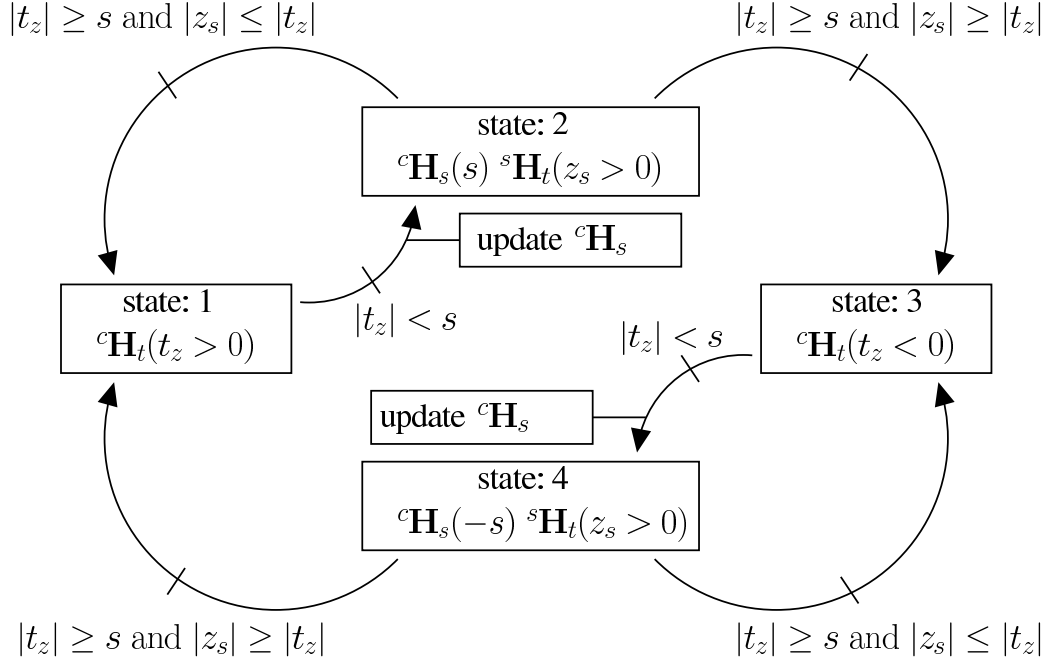 |t_z| ≥ s and |z_s| ≤ |t_z|
|t_z| ≥ s and |z_s| ≥ |t_z|
state: 2
^cH_s(s) ^sH_t(z_s > 0)
update ^cH_s
state: 1
^cH_t(t_z > 0)
|t_z| < s
state: 3
^cH_t(t_z < 0)
|t_z| < s
update ^cH_s
state: 4
^cH_s(−s) ^sH_t(z_s > 0)
|t_z| ≥ s and |z_s| ≥ |t_z|
|t_z| ≥ s and |z_s| ≤ |t_z|